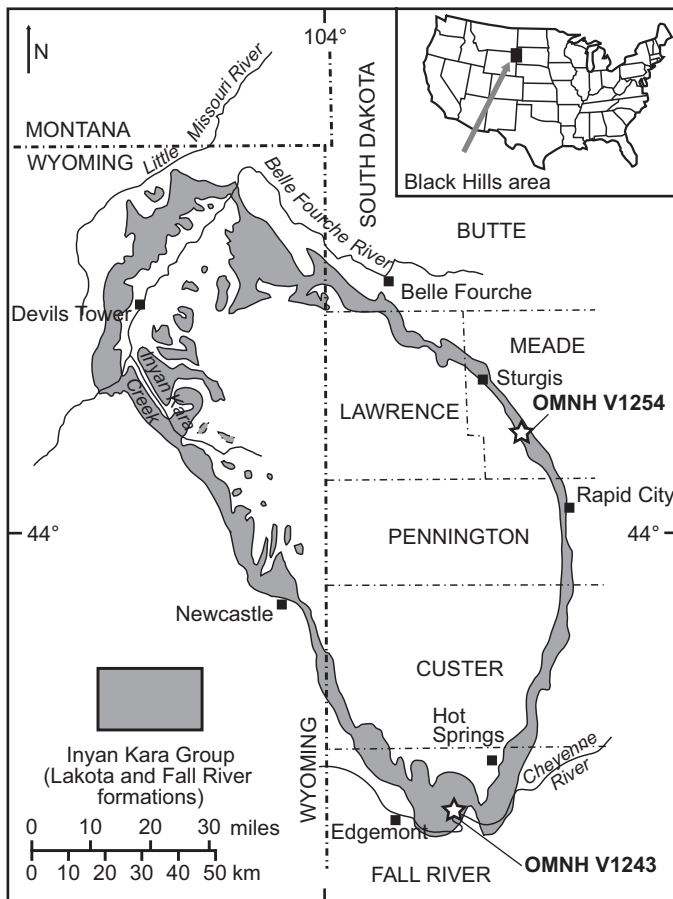 N
104°
MONTANA
WYOMING
Little Missouri River
Belle Fourche River
SOUTH DAKOTA
Black Hills area
BUTTE
Devils Tower
Belle Fourche
MEADE
Sturgis
OMNH V1254
LAWRENCE
Inyan Kara
Creek
Rapid City
44°
PENNINGTON
44°
Newcastle
CUSTER
Hot
Springs
Cheyenne
River
Inyan Kara Group
(Lakota and Fall River
formations)
WYOMING
0 10 20 30 miles
0 10 20 30 40 50 km
Edgemont
OMNH V1243
FALL RIVER